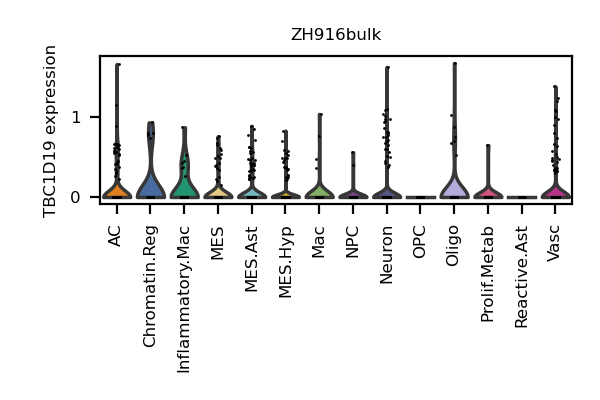 ZH916bulk
TBC1D19 expression
1
0
AC
Chromatin.Reg
Inflammatory.Mac
MES
MES.Ast
MES.Hyp
Mac
NPC
Neuron
OPC
Oligo
Prolif.Metab
Reactive.Ast
Vasc